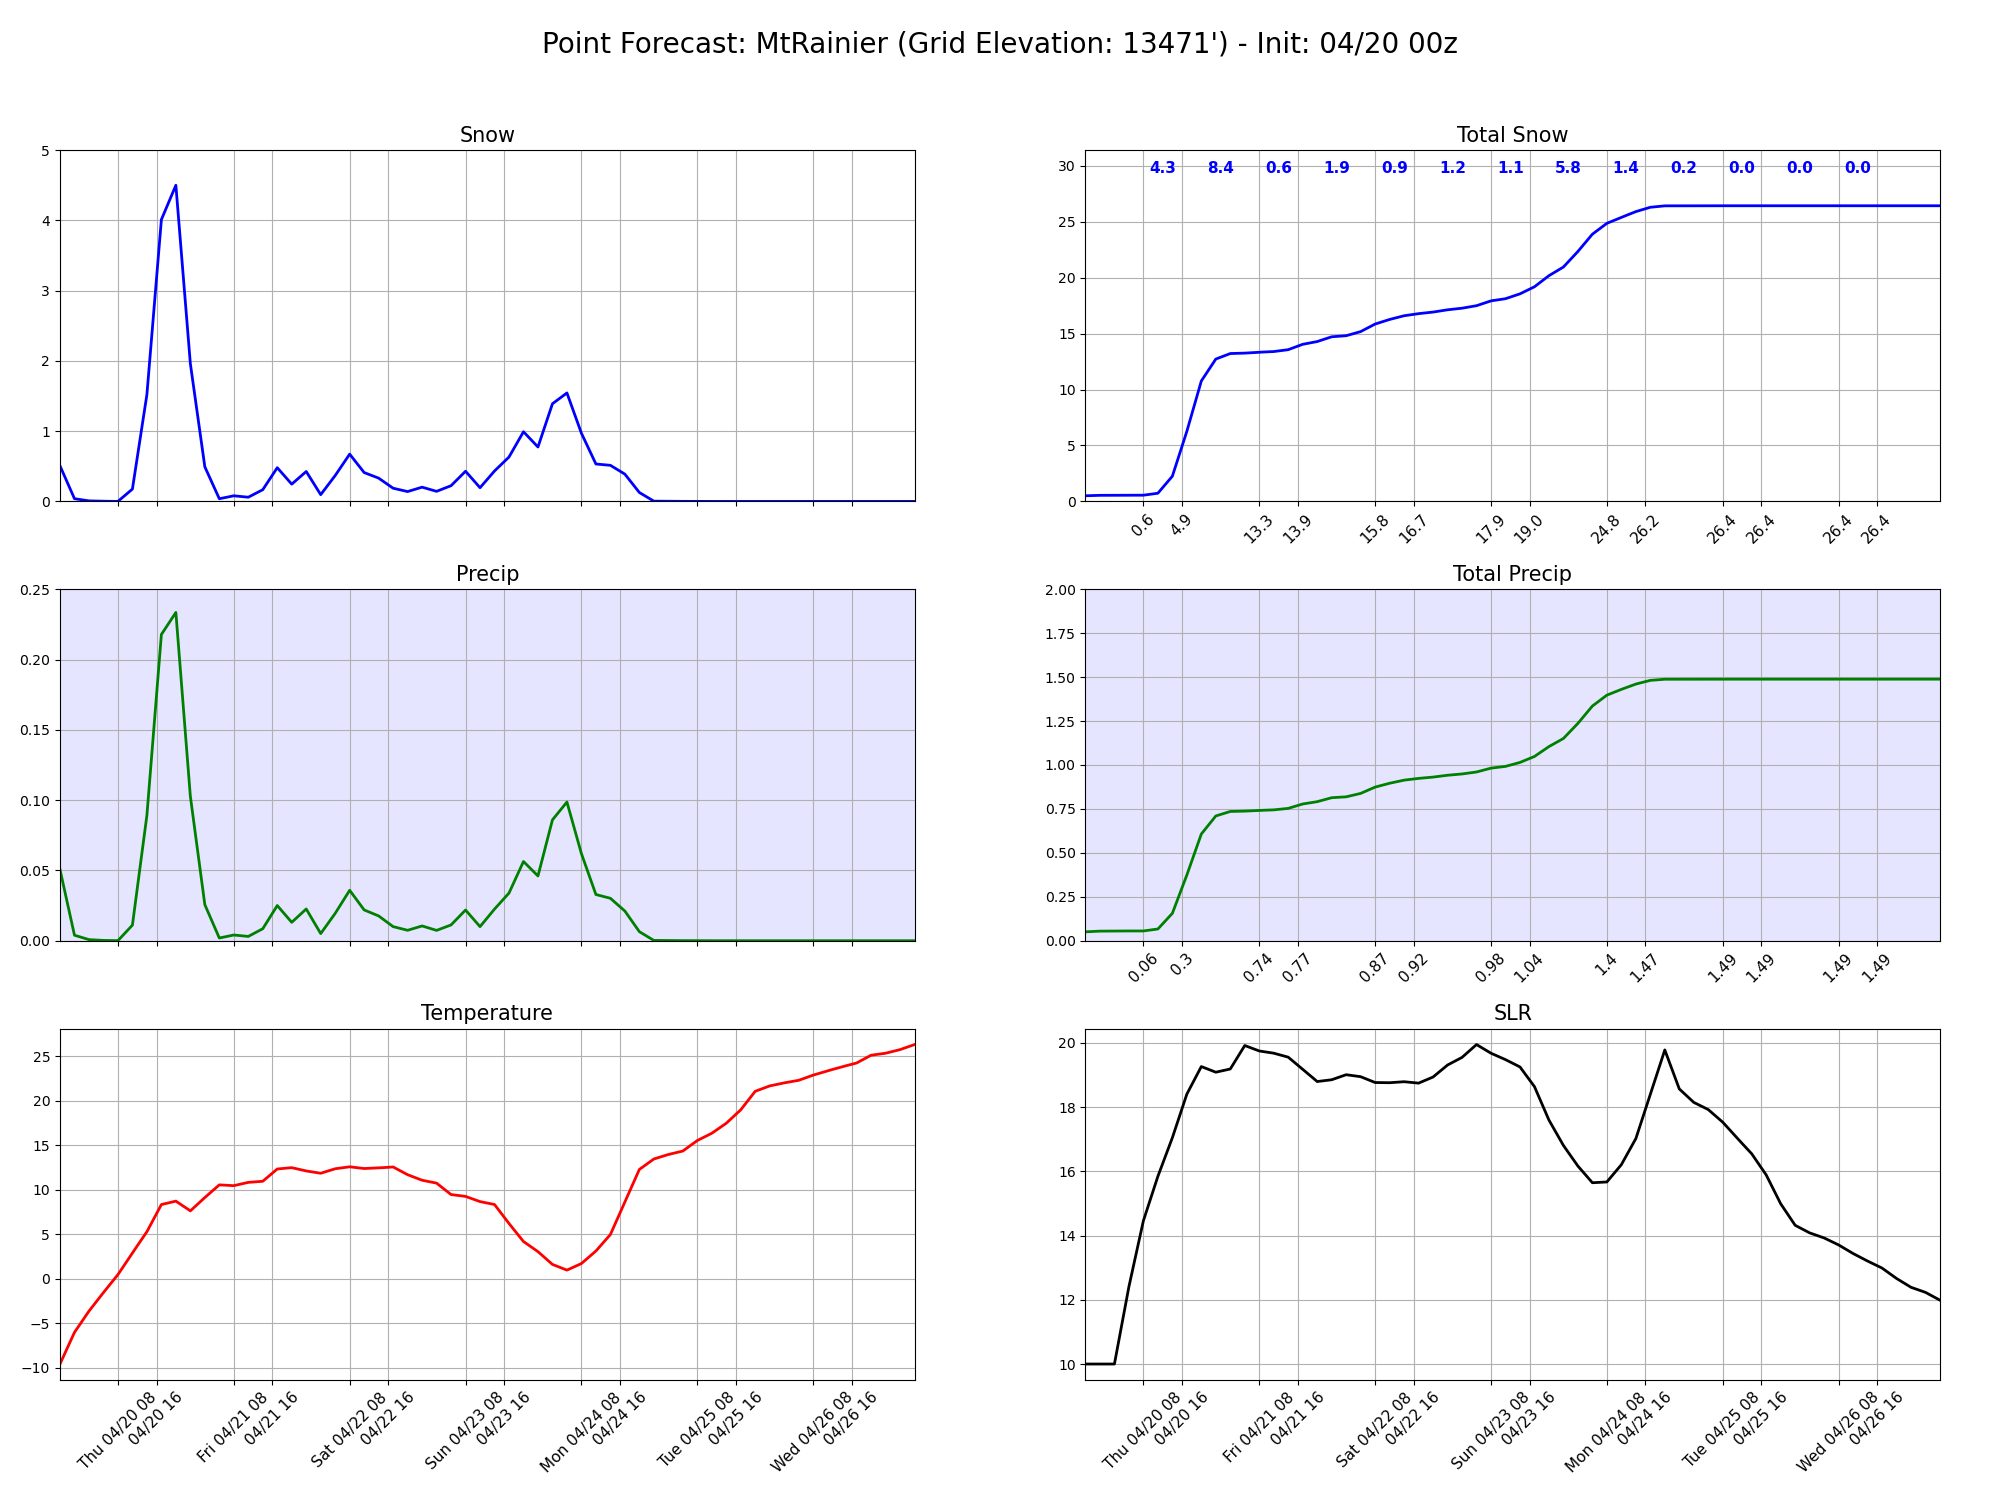 Point Forecast: MtRainier (Grid Elevation: 13471') - Init: 04/20 00z
Snow
5
4
3
2
1
0
Total Snow
4.3 8.4 0.6 1.9 0.9 1.2 1.1 5.8 1.4 0.2 0.0 0.0 0.0
30
25
20
15
10
5
0
0.6 4.9 13.3 13.9 15.8 16.7 17.9 19.0 24.8 26.2 26.4 26.4 26.4 26.4
Precip
0.25
0.20
0.15
0.10
0.05
0.00
Total Precip
2.00
1.75
1.50
1.25
1.00
0.75
0.50
0.25
0.00
0.06 0.3 0.74 0.77 0.87 0.92 0.98 1.04 1.4 1.47 1.49 1.49 1.49 1.49
Temperature
25
20
15
10
5
0
−5
−10
Thu 04/20 08
04/20 16
Fri 04/21 08
04/21 16
Sat 04/22 08
04/22 16
Sun 04/23 08
04/23 16
Mon 04/24 08
04/24 16
Tue 04/25 08
04/25 16
Wed 04/26 08
04/26 16
SLR
20
18
16
14
12
10
Thu 04/20 08
04/20 16
Fri 04/21 08
04/21 16
Sat 04/22 08
04/22 16
Sun 04/23 08
04/23 16
Mon 04/24 08
04/24 16
Tue 04/25 08
04/25 16
Wed 04/26 08
04/26 16